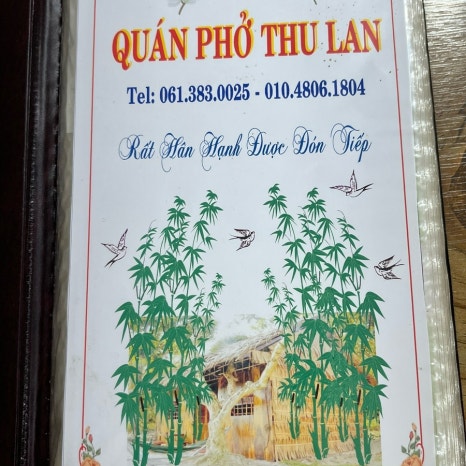 QUÁN PHỞ THU LAN
Tel: 061.383.0025 - 010.4806.1804
Rất Hân Hạnh Được Đón Tiếp